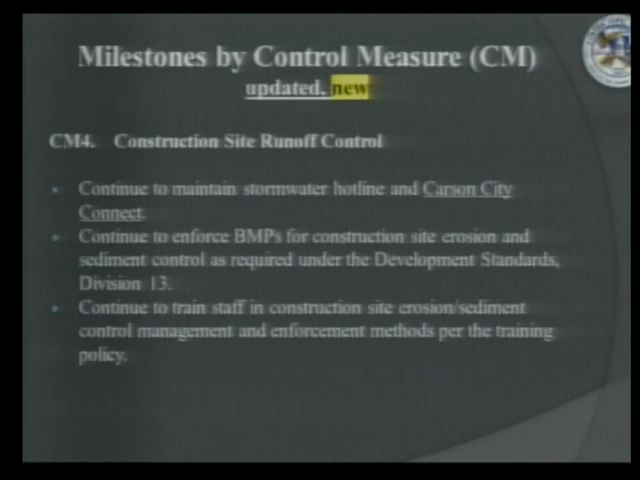 Milestones by Control Measure (CM)
updated, new
CM4. Construction Site Runoff Control
Continue to maintain stormwater hotline and Carson City
Connect.
Continue to enforce BMPs for construction site erosion and
sediment control as required under the Development Standards,
Division 13.
Continue to train staff in construction site erosion/sediment
control management and enforcement methods per the training
policy.